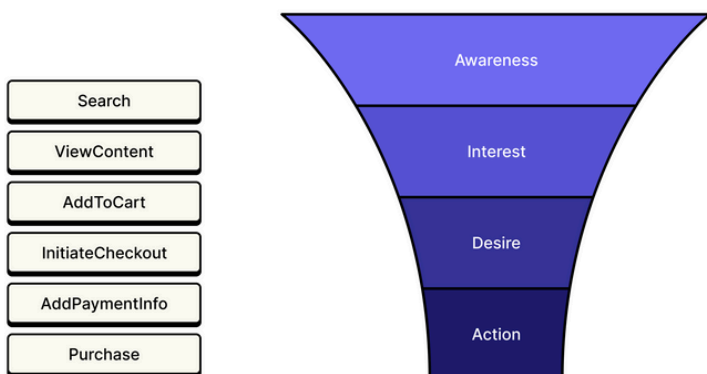 Search
ViewContent
AddToCart
InitiateCheckout
AddPaymentInfo
Purchase
Awareness
Interest
Desire
Action